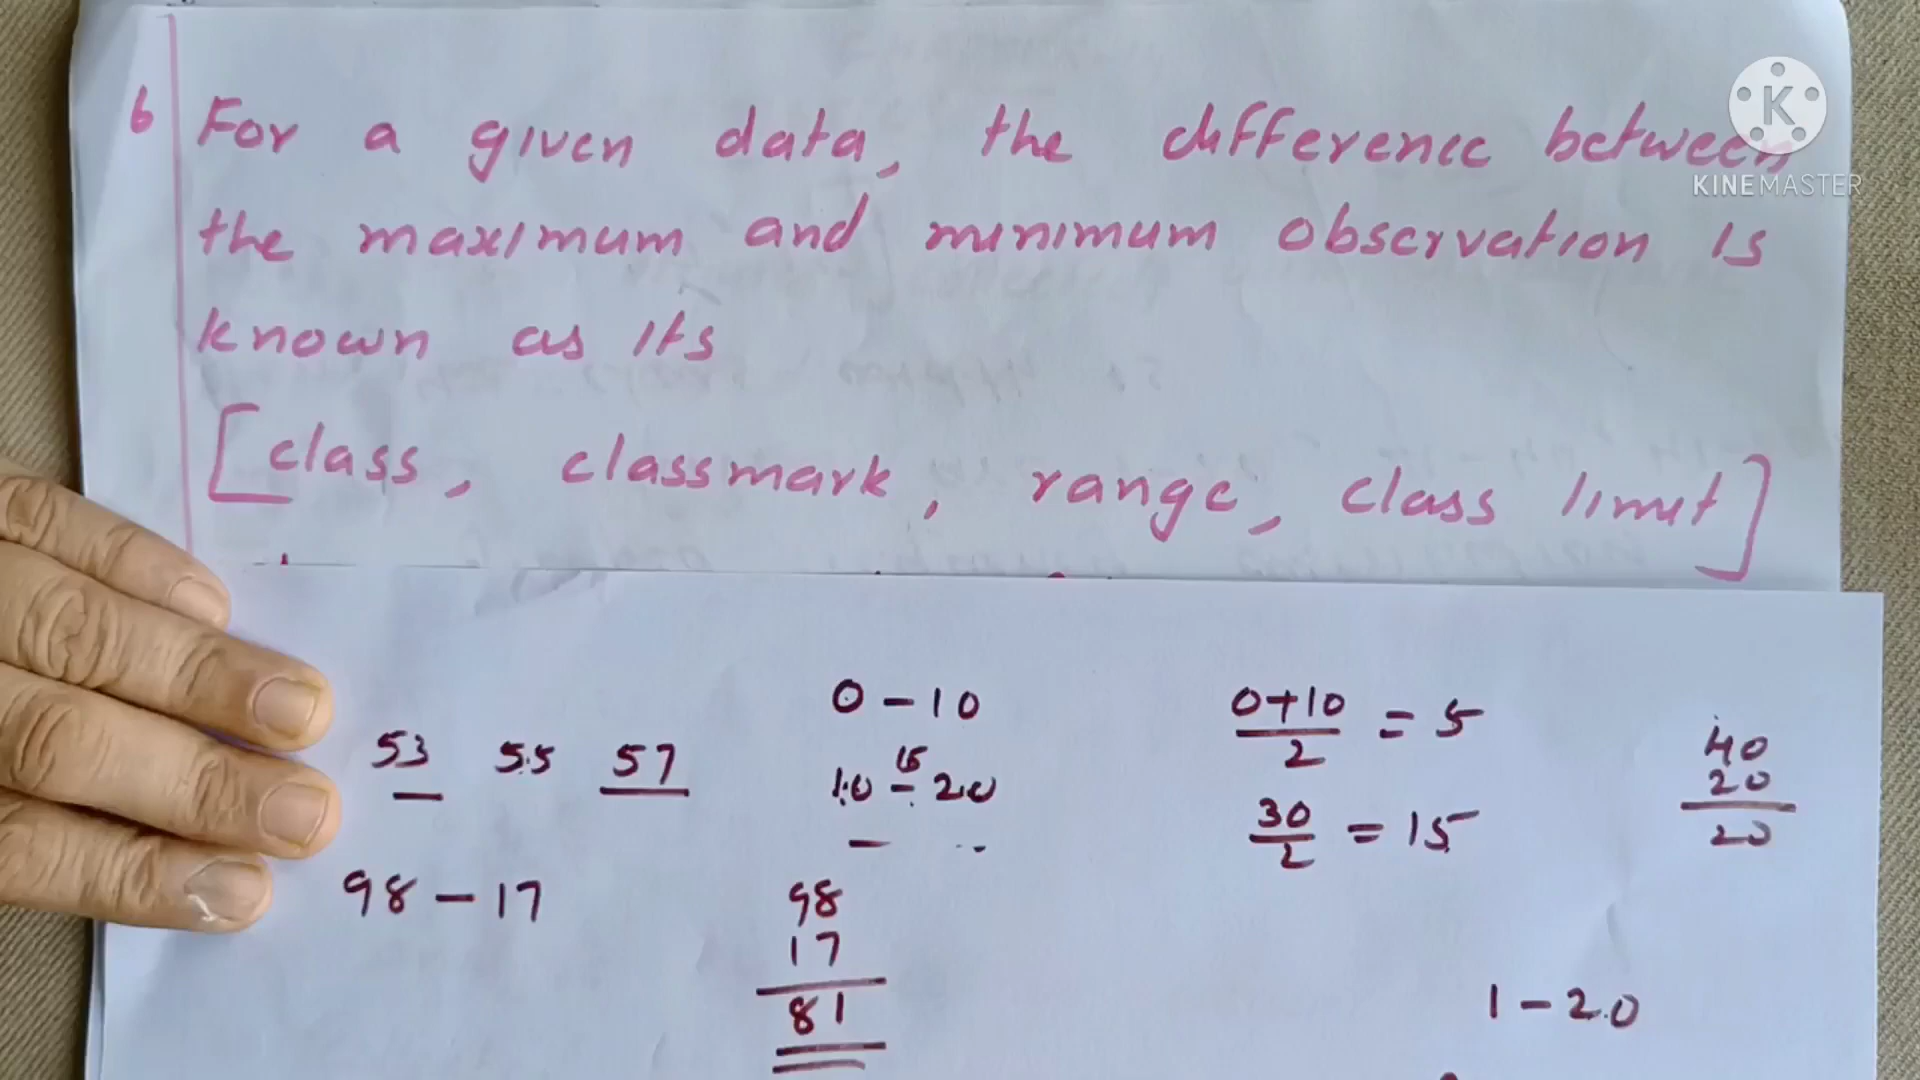 6 For a given data, the difference between
the maximum and minimum observation is
known as its
[class, classmark, range, class limit]
53 55 57
98 - 17
0 - 10
15
10 - 20
98
17
81
0+10/2 = 5
30/2 = 15
40
20
20
1 - 20
K
KINEMASTER